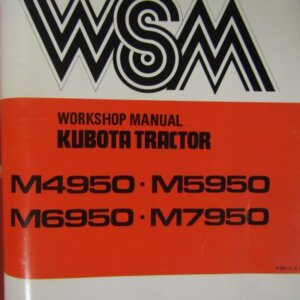 WSM
WORKSHOP MANUAL
KUBOTA TRACTOR
M4950 · M5950
M6950 · M7950